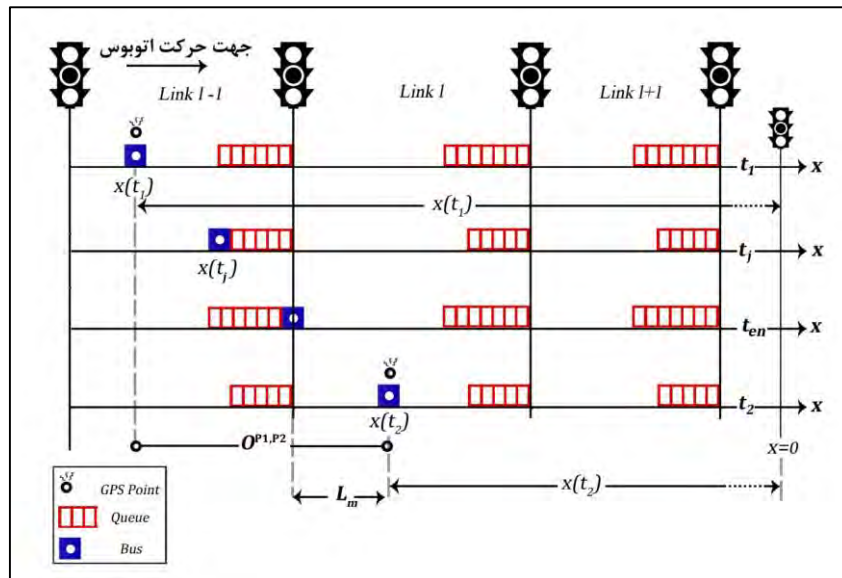 جهت حرکت اتوبوس
Link l -1
Link l
Link l+1
t₁ x
x(t₁)
x(t₁)
tⱼ x
x(tⱼ)
tₑₙ x
t₂ x
x(t₂)
O^P1,P2
x=0
x(t₂)
Lₘ
GPS Point
Queue
Bus